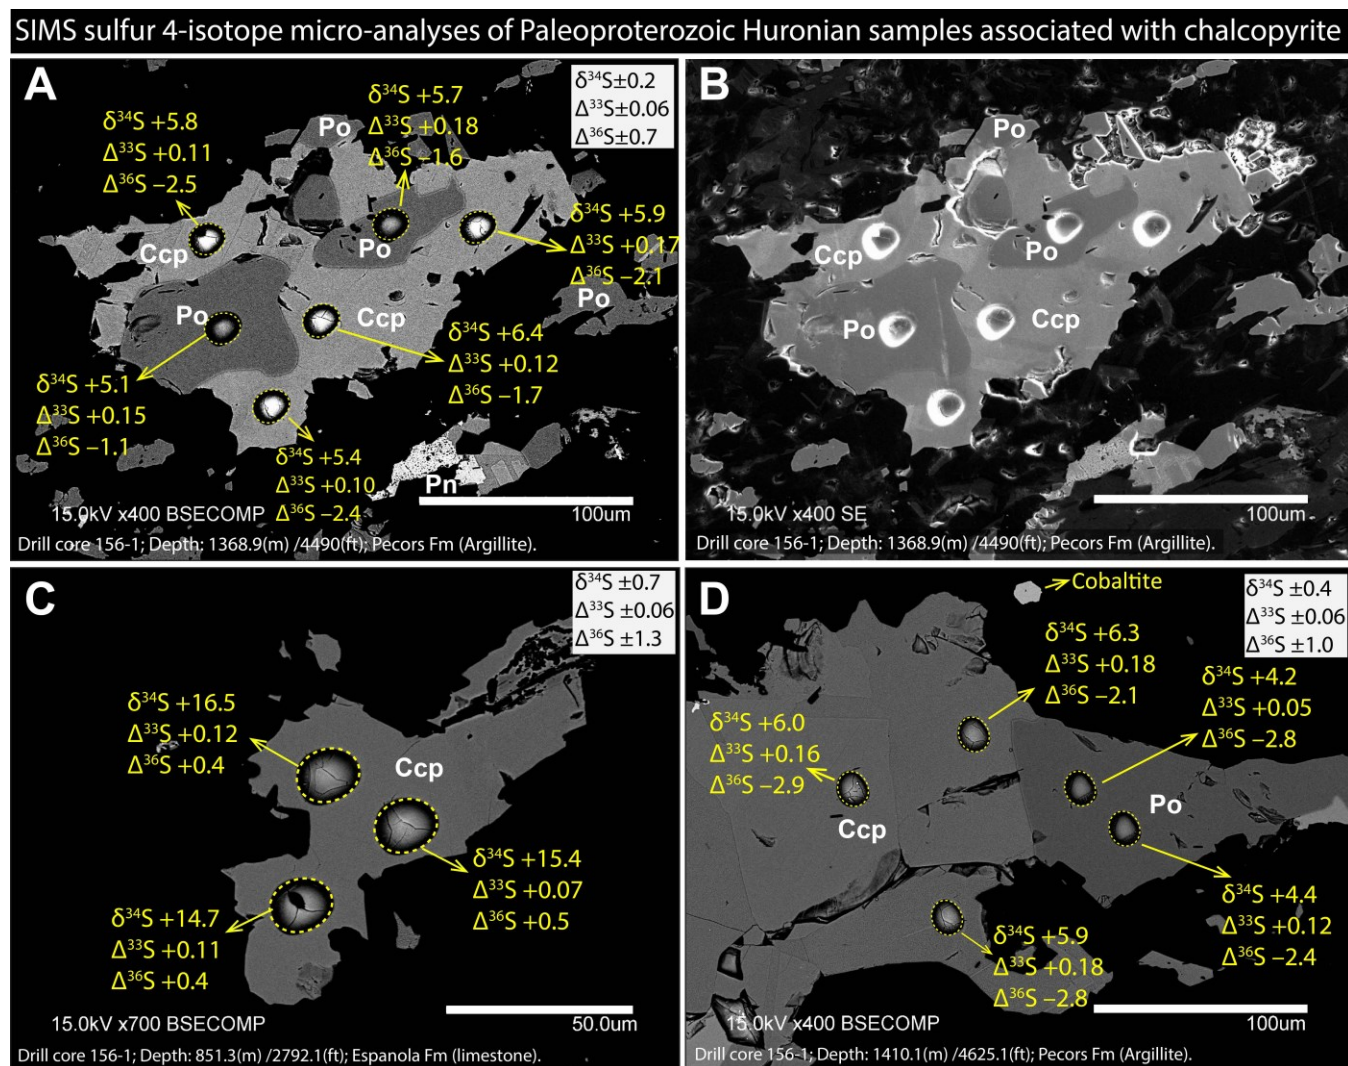 SIMS sulfur 4-isotope micro-analyses of Paleoproterozoic Huronian samples associated with chalcopyrite
A
δ³⁴S±0.2
Δ³³S±0.06
Δ³⁶S±0.7
δ³⁴S +5.8
Δ³³S +0.11
Δ³⁶S −2.5
Po
δ³⁴S +5.7
Δ³³S +0.18
Δ³⁶S −1.6
δ³⁴S +5.9
Δ³³S +0.17
Δ³⁶S −2.1
Ccp
Po
Po
Po
Ccp
δ³⁴S +6.4
Δ³³S +0.12
Δ³⁶S −1.7
δ³⁴S +5.1
Δ³³S +0.15
Δ³⁶S −1.1
δ³⁴S +5.4
Δ³³S +0.10
Δ³⁶S −2.4
Pn
15.0kV x400 BSECOMP
100um
Drill core 156-1; Depth: 1368.9(m) /4490(ft); Pecors Fm (Argillite).
B
Po
Ccp
Po
Po
Ccp
15.0kV x400 SE
100um
Drill core 156-1; Depth: 1368.9(m) /4490(ft); Pecors Fm (Argillite).
C
δ³⁴S ±0.7
Δ³³S ±0.06
Δ³⁶S ±1.3
δ³⁴S +16.5
Δ³³S +0.12
Δ³⁶S +0.4
Ccp
δ³⁴S +15.4
Δ³³S +0.07
Δ³⁶S +0.5
δ³⁴S +14.7
Δ³³S +0.11
Δ³⁶S +0.4
15.0kV x700 BSECOMP
50.0um
Drill core 156-1; Depth: 851.3(m) /2792.1(ft); Espanola Fm (limestone).
D
Cobaltite
δ³⁴S ±0.4
Δ³³S ±0.06
Δ³⁶S ±1.0
δ³⁴S +6.3
Δ³³S +0.18
Δ³⁶S −2.1
δ³⁴S +4.2
Δ³³S +0.05
Δ³⁶S −2.8
δ³⁴S +6.0
Δ³³S +0.16
Δ³⁶S −2.9
Ccp
Po
δ³⁴S +4.4
Δ³³S +0.12
Δ³⁶S −2.4
δ³⁴S +5.9
Δ³³S +0.18
Δ³⁶S −2.8
15.0kV x400 BSECOMP
100um
Drill core 156-1; Depth: 1410.1(m) /4625.1(ft); Pecors Fm (Argillite).